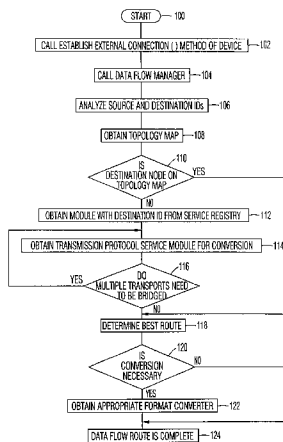 START
100
CALL ESTABLISH EXTERNAL CONNECTION ( ) METHOD OF DEVICE
102
CALL DATA FLOW MANAGER
104
ANALYZE SOURCE AND DESTINATION IDs
106
OBTAIN TOPOLOGY MAP
108
110
IS
DESTINATION NODE ON
TOPOLOGY MAP
YES
NO
OBTAIN MODULE WITH DESTINATION ID FROM SERVICE REGISTRY
112
OBTAIN TRANSMISSION PROTOCOL SERVICE MODULE FOR CONVERSION
114
116
DO
MULTIPLE TRANSPORTS NEED
TO BE BRIDGED
YES
NO
DETERMINE BEST ROUTE
118
120
IS
CONVERSION
NECESSARY
NO
YES
OBTAIN APPROPRIATE FORMAT CONVERTER
122
DATA FLOW ROUTE IS COMPLETE
124